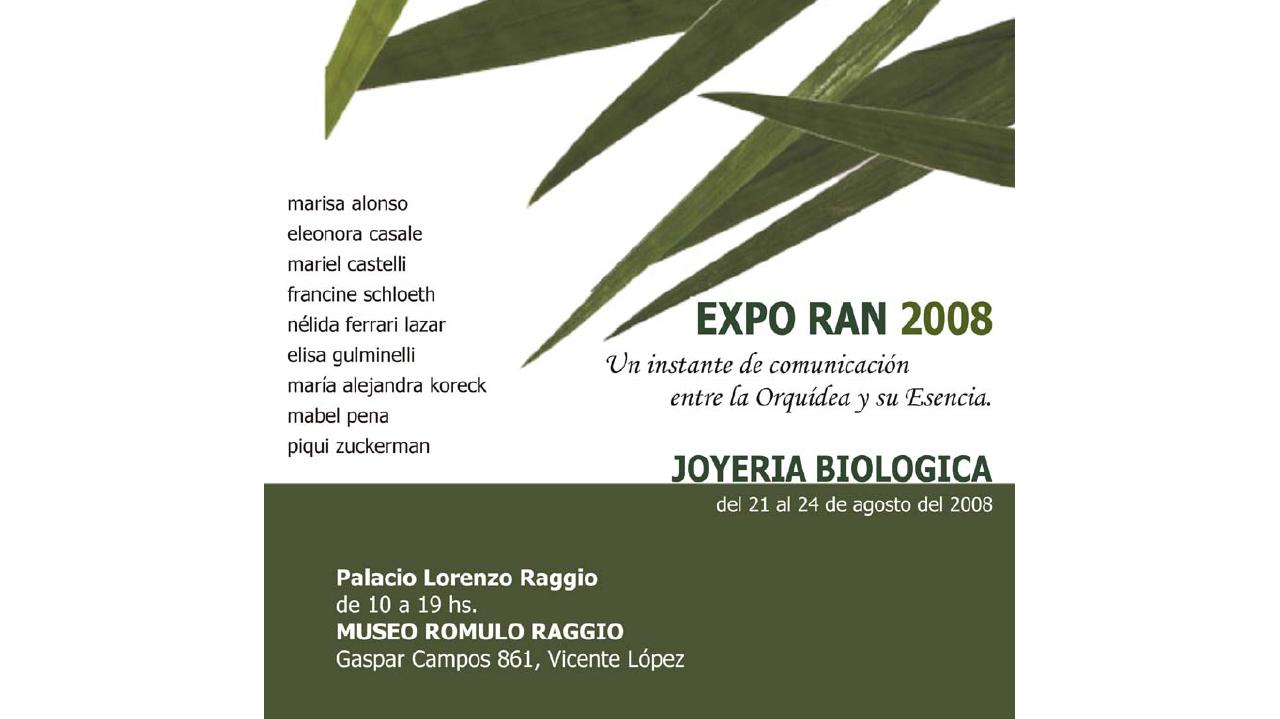 marisa alonso
eleonora casale
mariel castelli
francine schloeth
nélida ferrari lazar
elisa gulminelli
maría alejandra koreck
mabel pena
piqui zuckerman
EXPO RAN 2008
Un instante de comunicación
entre la Orquídea y su Esencia.
JOYERIA BIOLOGICA
del 21 al 24 de agosto del 2008
Palacio Lorenzo Raggio
de 10 a 19 hs.
MUSEO ROMULO RAGGIO
Gaspar Campos 861, Vicente López